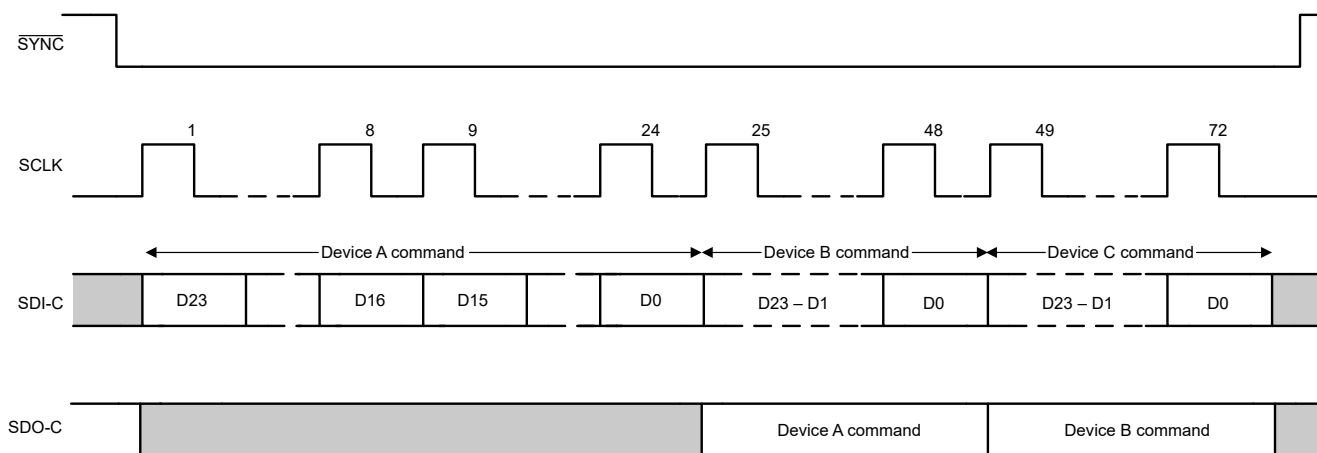 SYNC
1 8 9 24 25 48 49 72
SCLK
Device A command Device B command Device C command
SDI-C D23 D16 D15 D0 D23 – D1 D0 D23 – D1 D0
SDO-C Device A command Device B command